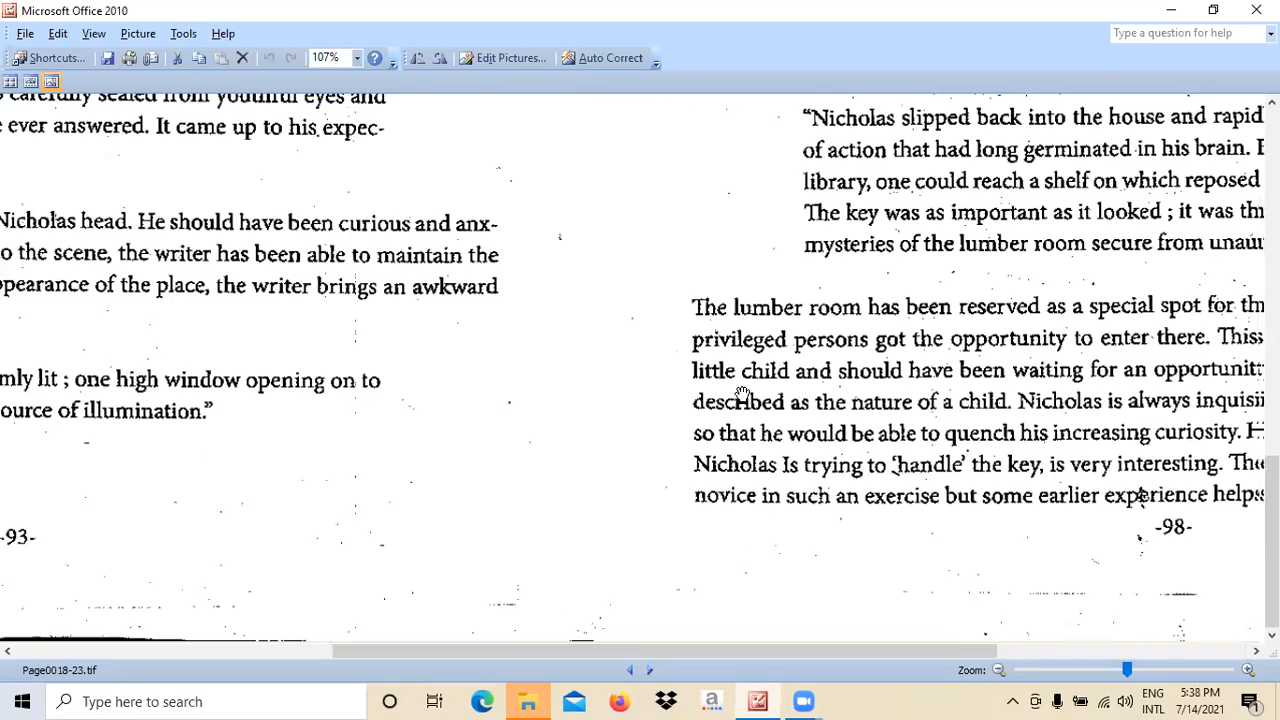 Microsoft Office 2010
File Edit View Picture Tools Help
Type a question for help
Shortcuts... 107% Edit Pictures... Auto Correct
carefully sealed from youthful eyes and
ever answered. It came up to his expec-
Nicholas head. He should have been curious and anx-
o the scene, the writer has been able to maintain the
ppearance of the place, the writer brings an awkward
mly lit ; one high window opening on to
ource of illumination.”
-93-
“Nicholas slipped back into the house and rapid
of action that had long germinated in his brain.
library, one could reach a shelf on which reposed
The key was as important as it looked ; it was th
mysteries of the lumber room secure from unau
The lumber room has been reserved as a special spot for th
privileged persons got the opportunity to enter there. This
little child and should have been waiting for an opportunit
described as the nature of a child. Nicholas is always inquisi
so that he would be able to quench his increasing curiosity. H
Nicholas Is trying to ‘handle’ the key, is very interesting. The
novice in such an exercise but some earlier experience helps
-98-
Page0018-23.tif
Zoom:
Type here to search
ENG
INTL
5:38 PM
7/14/2021